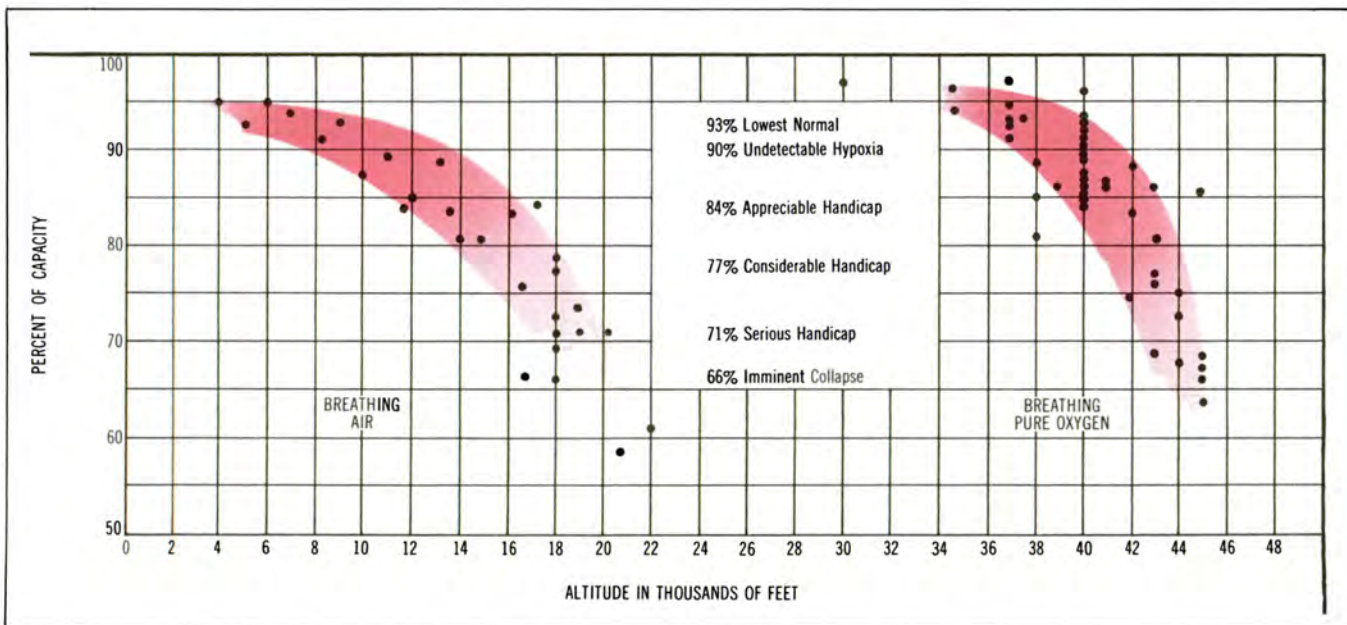 PERCENT OF CAPACITY
100
90
80
70
60
50
93% Lowest Normal
90% Undetectable Hypoxia
84% Appreciable Handicap
77% Considerable Handicap
71% Serious Handicap
66% Imminent Collapse
BREATHING
AIR
BREATHING
PURE OXYGEN
0 2 4 6 8 10 12 14 16 18 20 22 24 26 28 30 32 34 36 38 40 42 44 46 48
ALTITUDE IN THOUSANDS OF FEET